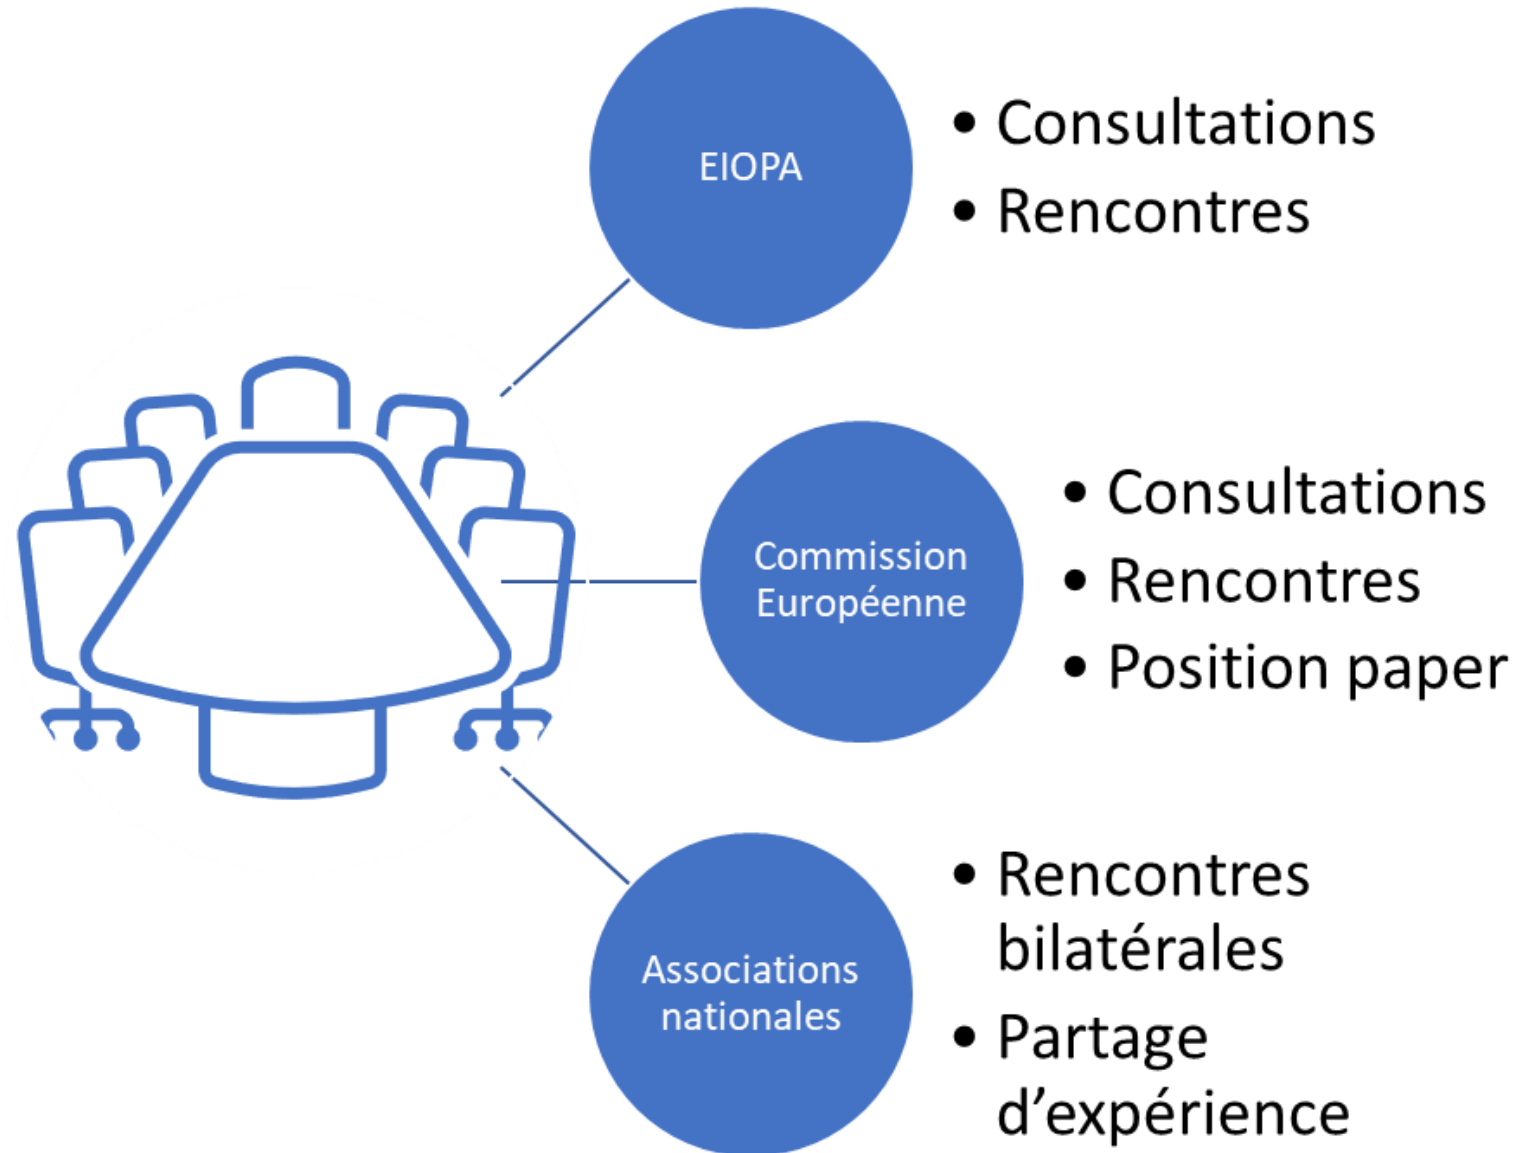 EIOPA
• Consultations
• Rencontres
Commission
Européenne
• Consultations
• Rencontres
• Position paper
Associations
nationales
• Rencontres
bilatérales
• Partage
d’expérience